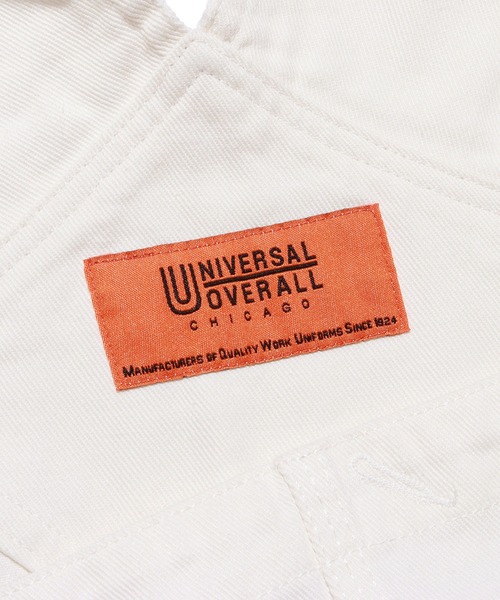 UNIVERSAL
OVERALL
CHICAGO
MANUFACTURERS OF QUALITY WORK UNIFORMS SINCE 1924